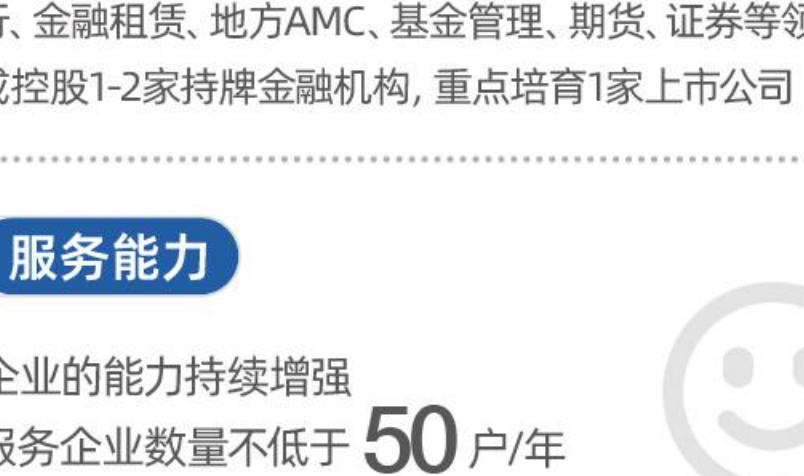 、金融租赁、地方AMC、基金管理、期货、证券等领
控股1-2家持牌金融机构,重点培育1家上市公司
服务能力
企业的能力持续增强
服务企业数量不低于50户/年